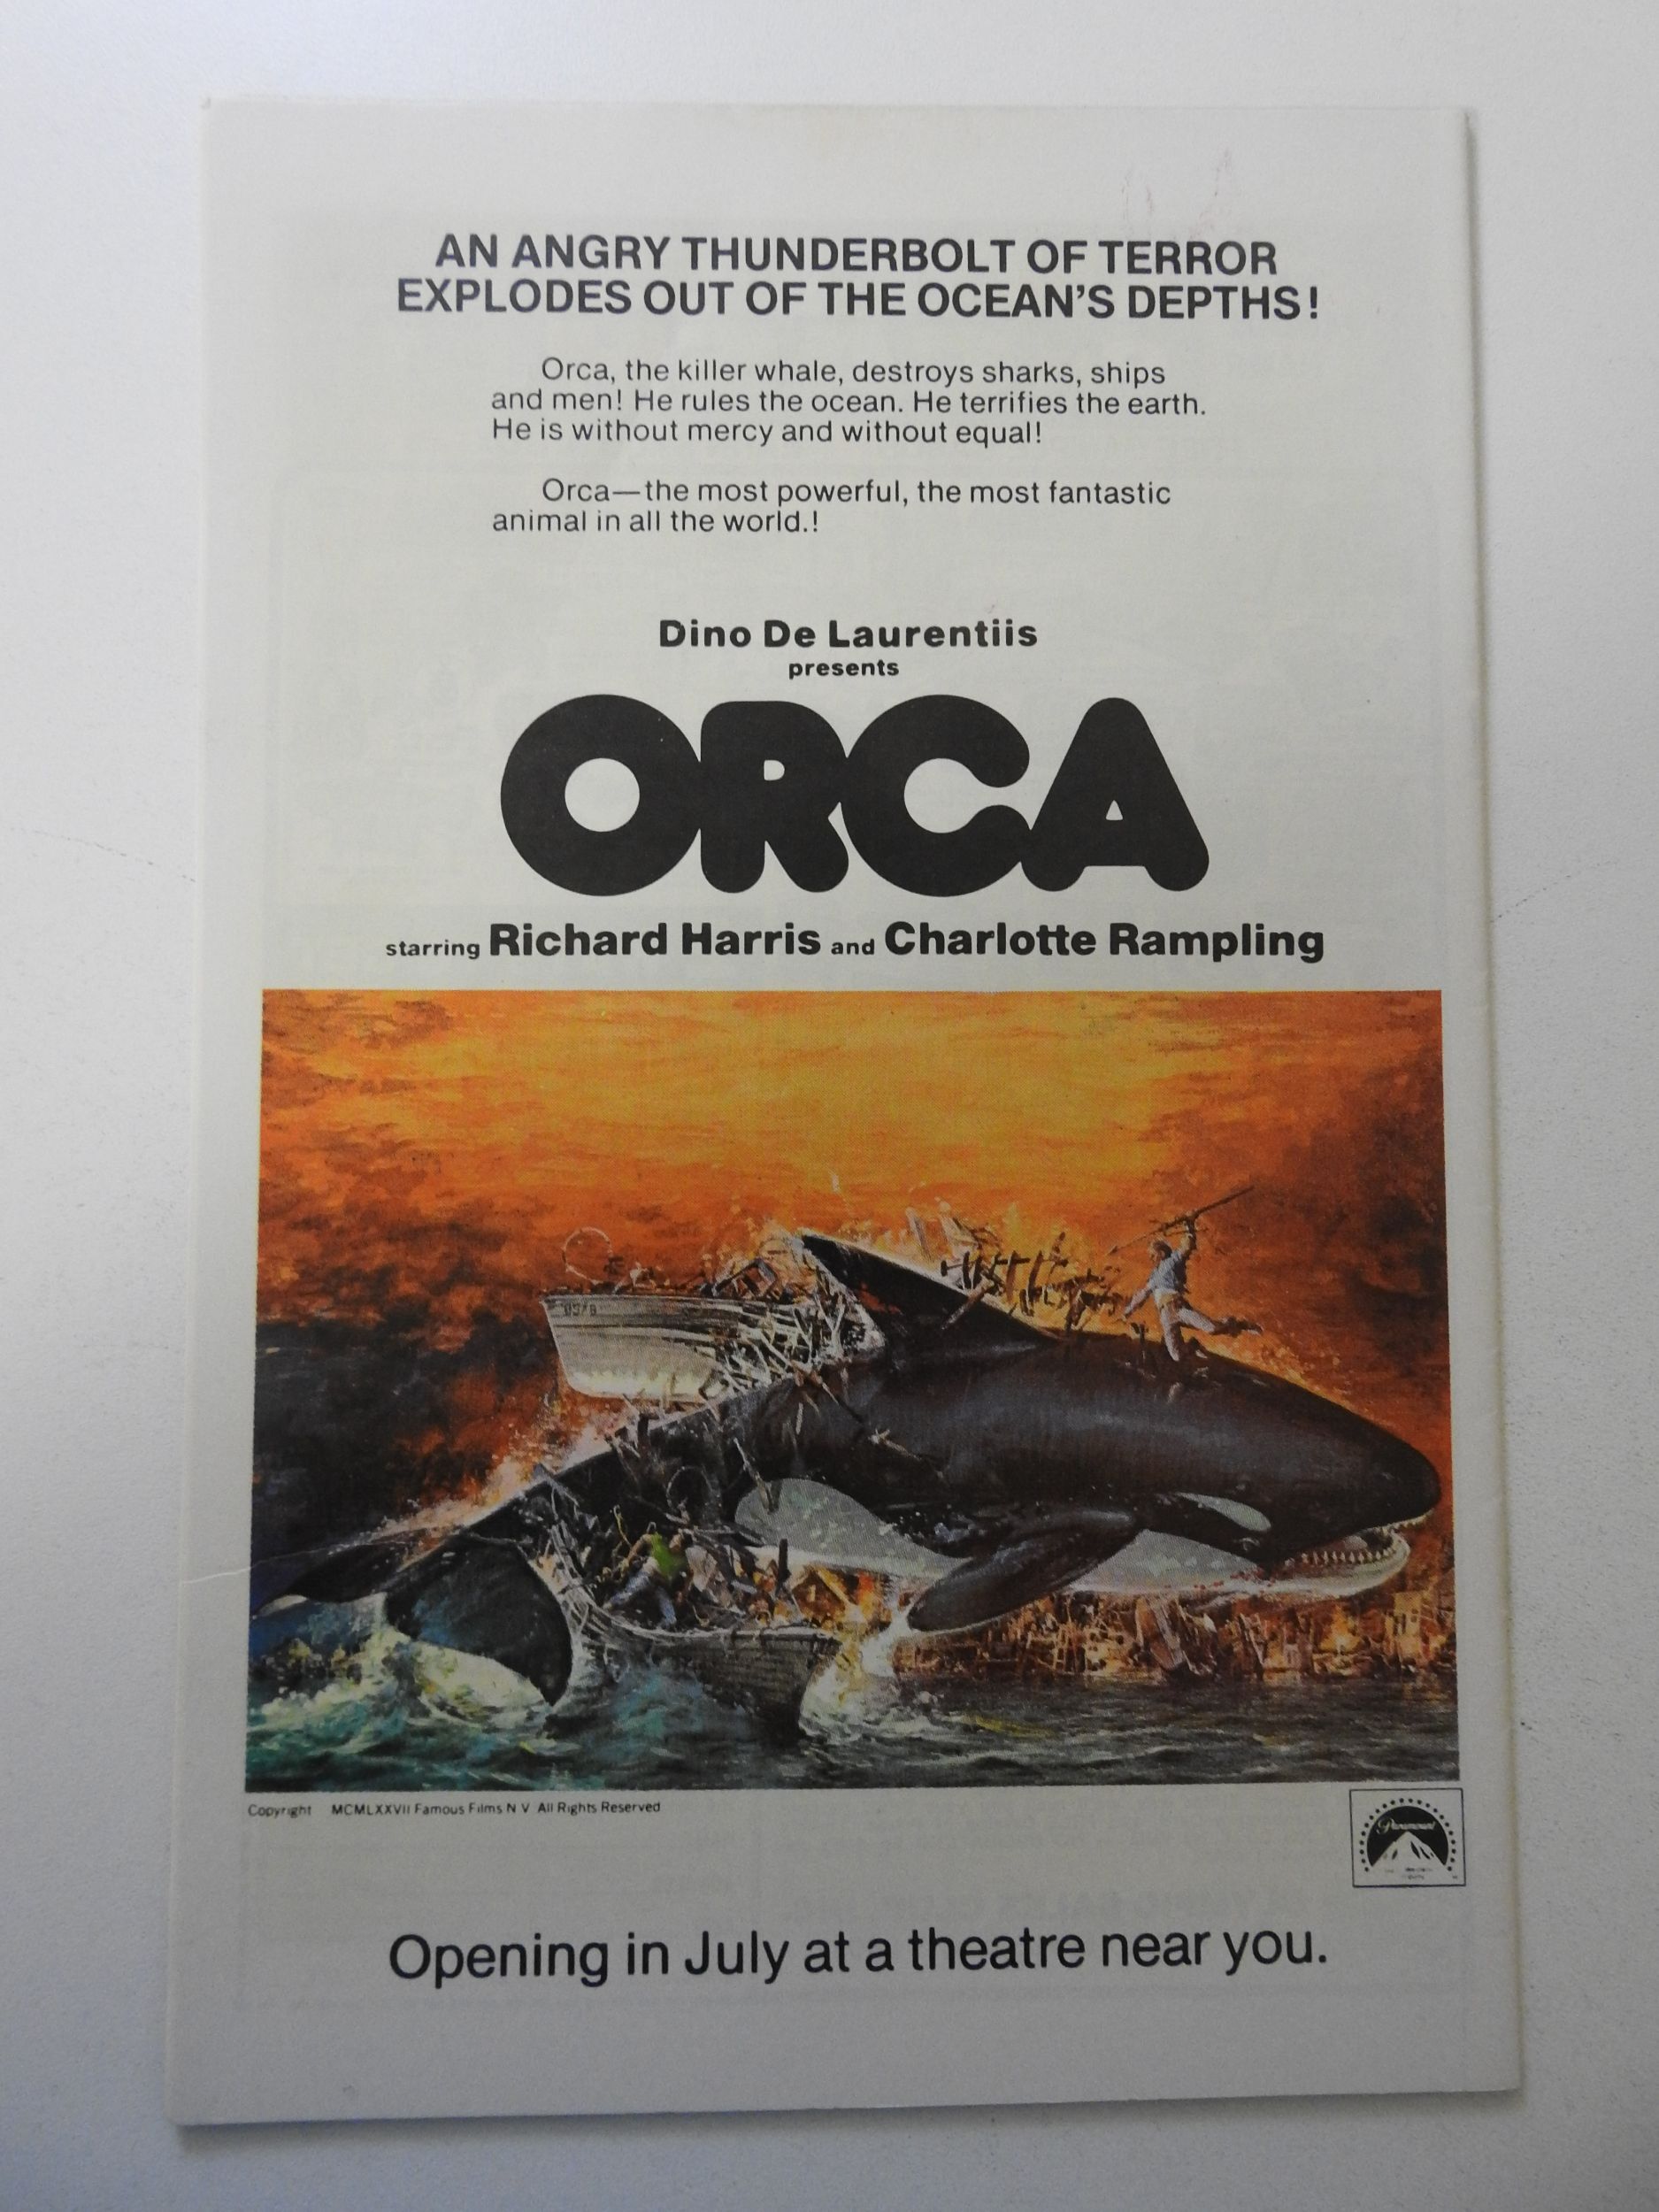 AN ANGRY THUNDERBOLT OF TERROR
EXPLODES OUT OF THE OCEAN'S DEPTHS!
Orca, the killer whale, destroys sharks, ships
and men! He rules the ocean. He terrifies the earth.
He is without mercy and without equal!
Orca—the most powerful, the most fantastic
animal in all the world.!
Dino De Laurentiis
presents
ORCA
starring Richard Harris and Charlotte Rampling
Copyright MCMLXXVII Famous Films N V All Rights Reserved
Paramount
Opening in July at a theatre near you.